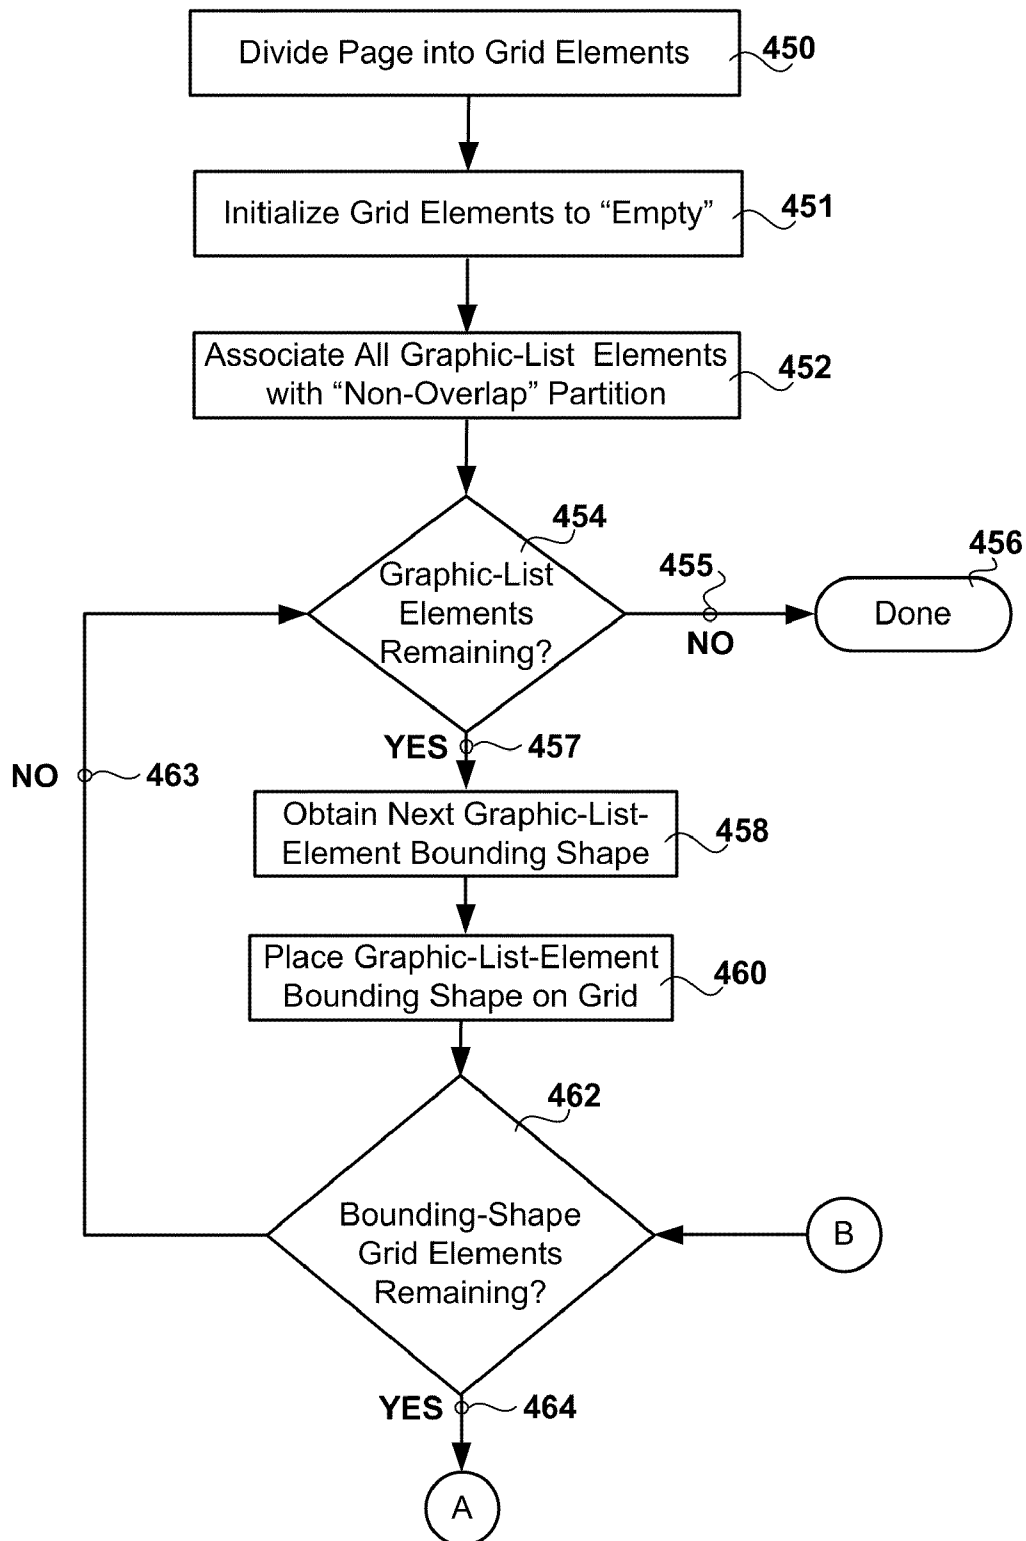 Divide Page into Grid Elements
450
Initialize Grid Elements to “Empty”
451
Associate All Graphic-List Elements
with “Non-Overlap” Partition
452
454
Graphic-List
Elements
Remaining?
455
NO
456
Done
YES
457
NO
463
Obtain Next Graphic-List-
Element Bounding Shape
458
Place Graphic-List-Element
Bounding Shape on Grid
460
462
Bounding-Shape
Grid Elements
Remaining?
B
YES
464
A